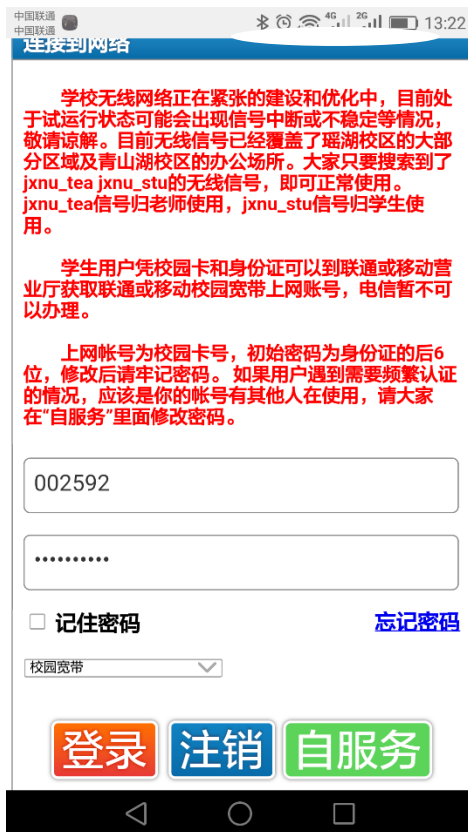 中国联通
中国联通
4G
2G
13:22
连接到网络
学校无线网络正在紧张的建设和优化中，目前处
于试运行状态可能会出现信号中断或不稳定等情况，
敬请谅解。目前无线信号已经覆盖了瑶湖校区的大部
分区域及青山湖校区的办公场所。大家只要搜索到了
jxnu_tea jxnu_stu的无线信号，即可正常使用。
jxnu_tea信号归老师使用，jxnu_stu信号归学生使
用。
学生用户凭校园卡和身份证可以到联通或移动营
业厅获取联通或移动校园宽带上网账号，电信暂不可
以办理。
上网帐号为校园卡号，初始密码为身份证的后6
位，修改后请牢记密码。 如果用户遇到需要频繁认证
的情况，应该是你的帐号有其他人在使用，请大家
在“自服务”里面修改密码。
002592
••••••••••
记住密码 忘记密码
校园宽带
登录 注销 自服务